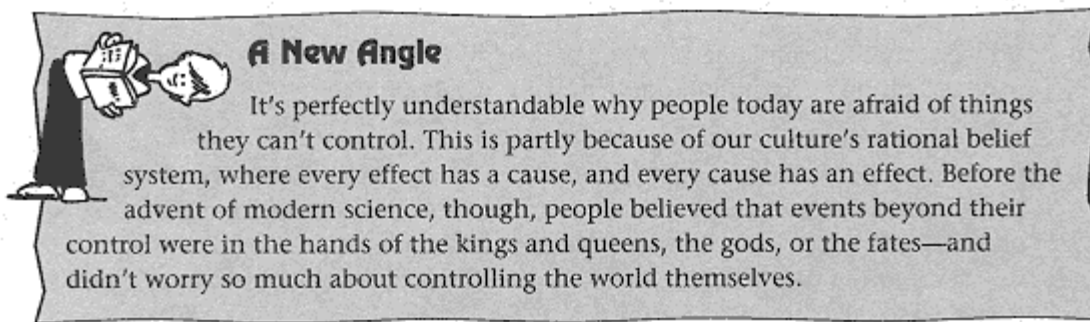 A New Angle
It's perfectly understandable why people today are afraid of things
they can't control. This is partly because of our culture's rational belief
system, where every effect has a cause, and every cause has an effect. Before the
advent of modern science, though, people believed that events beyond their
control were in the hands of the kings and queens, the gods, or the fates—and
didn't worry so much about controlling the world themselves.